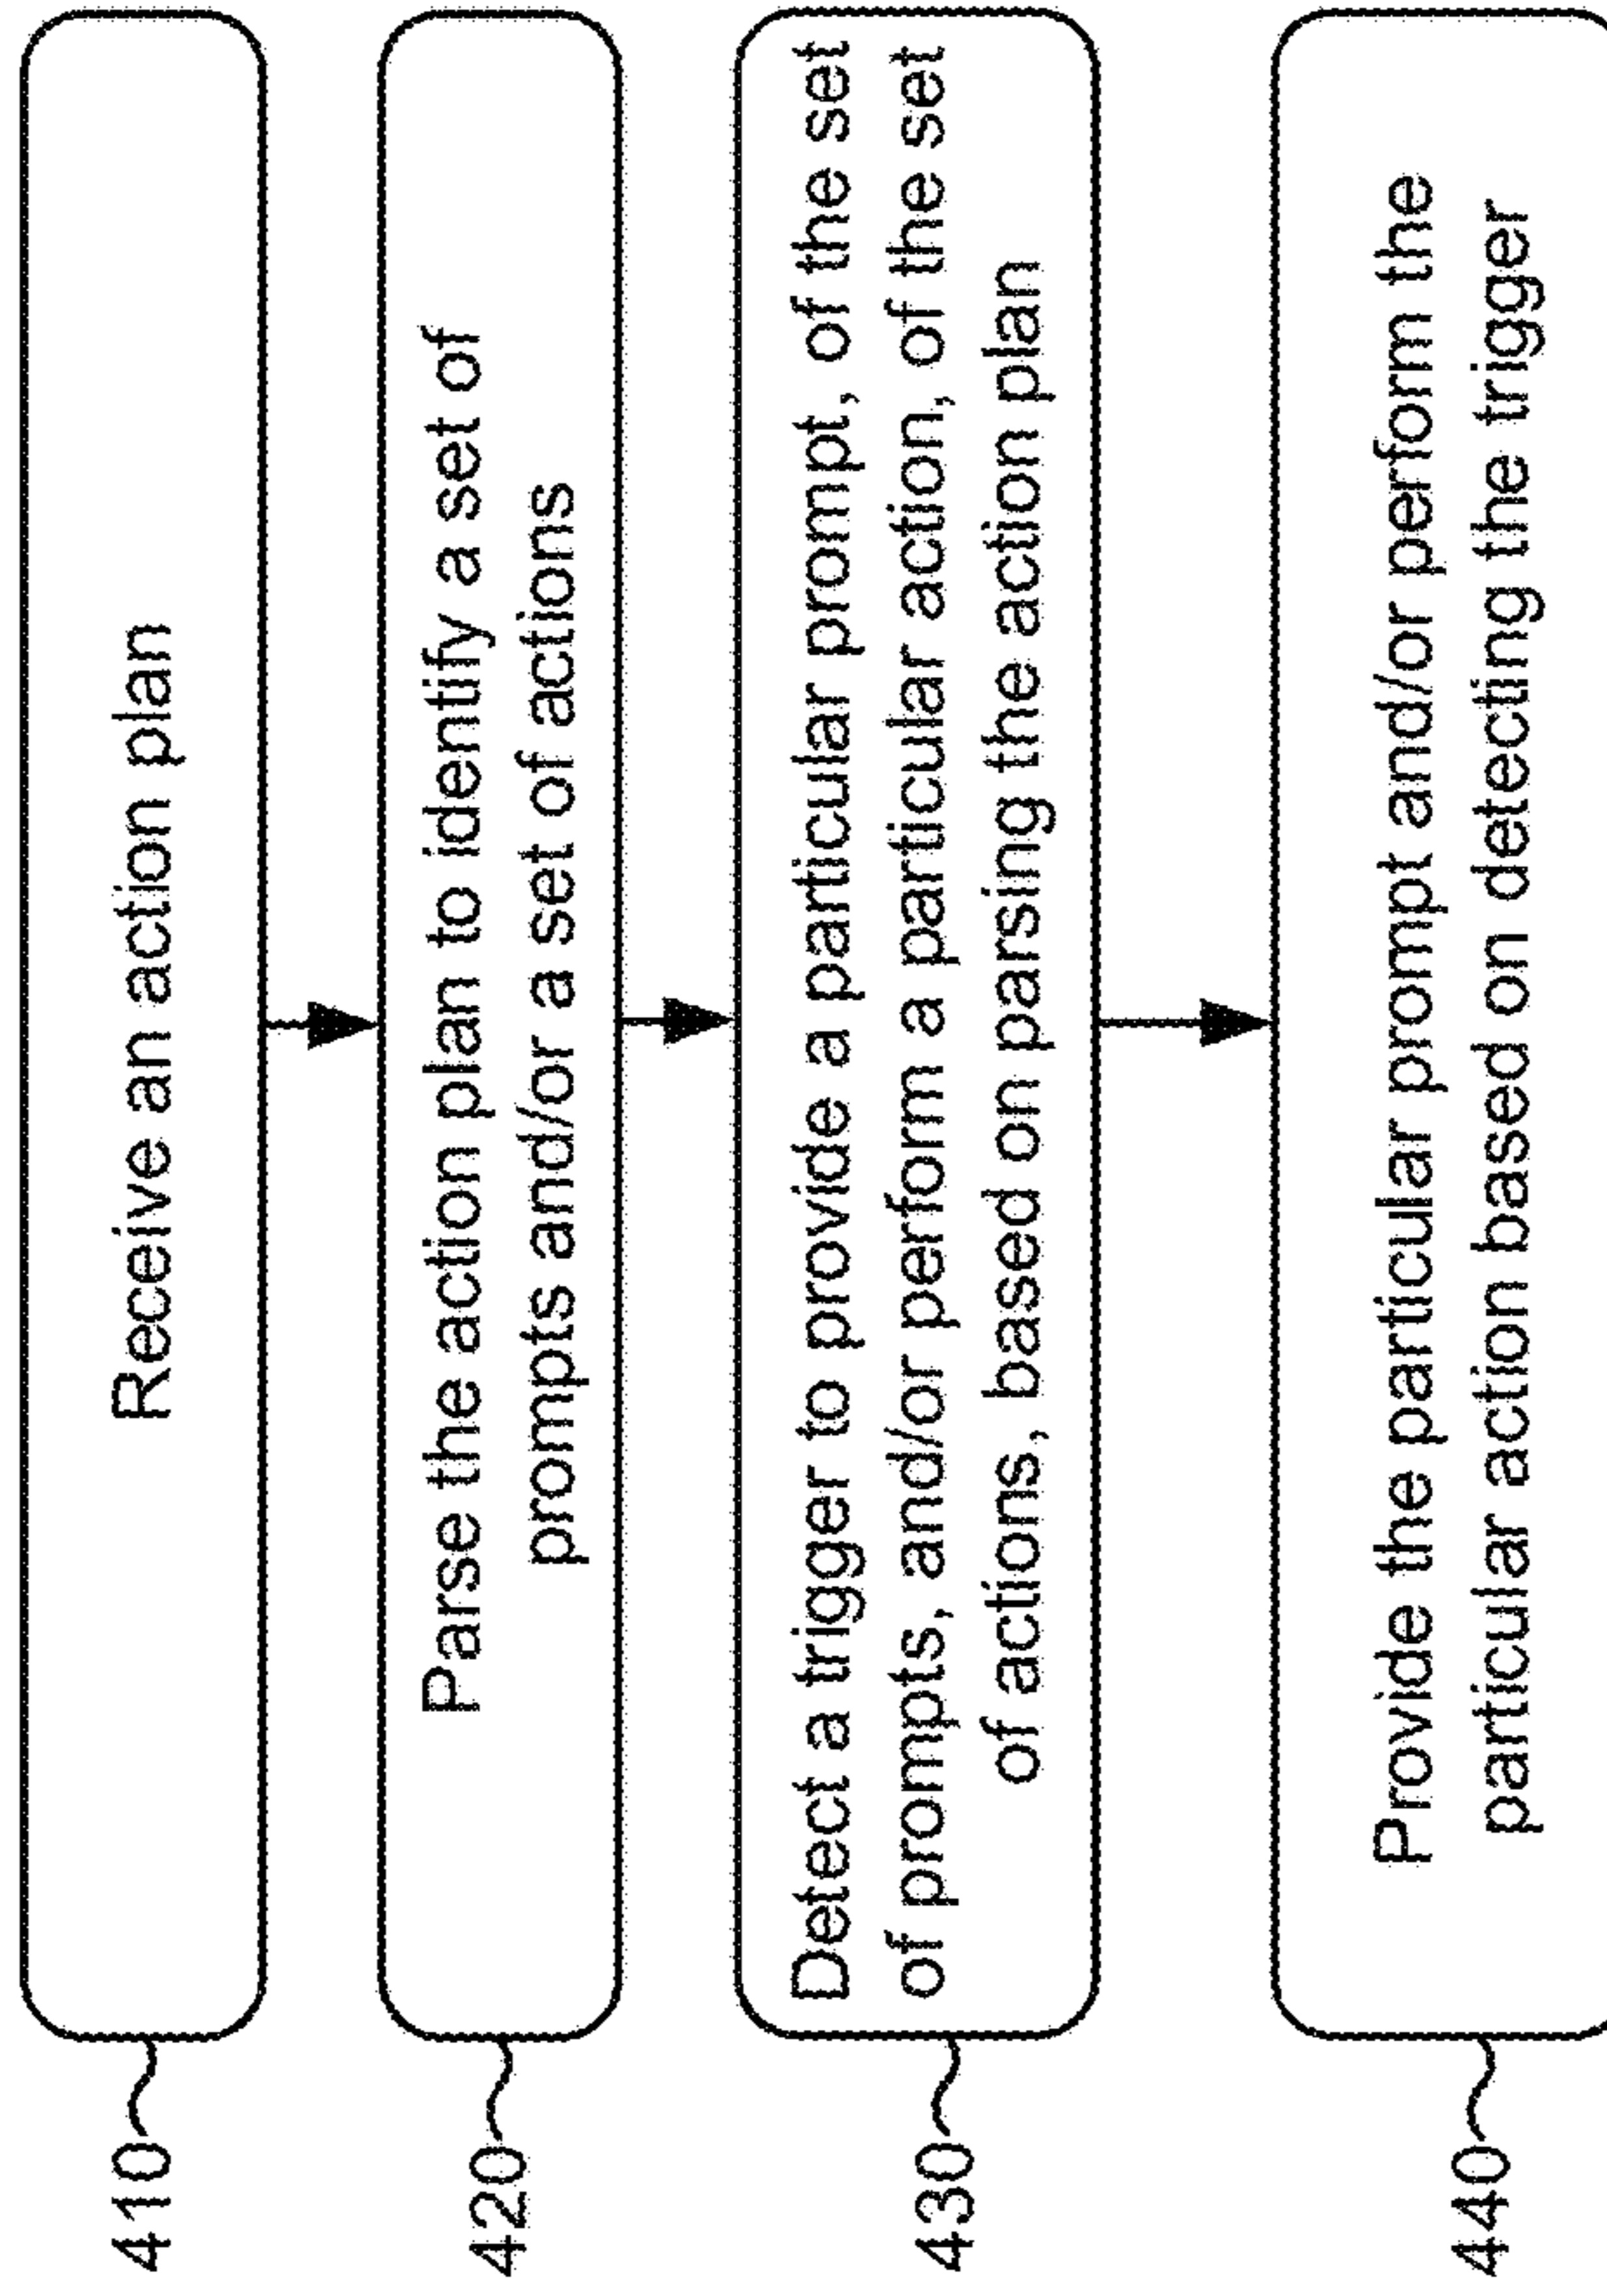 410
Receive an action plan
420
Parse the action plan to identify a set of
prompts and/or a set of actions
430
Detect a trigger to provide a particular prompt, of the set
of prompts, and/or perform a particular action, of the set
of actions, based on parsing the action plan
440
Provide the particular prompt and/or perform the
particular action based on detecting the trigger